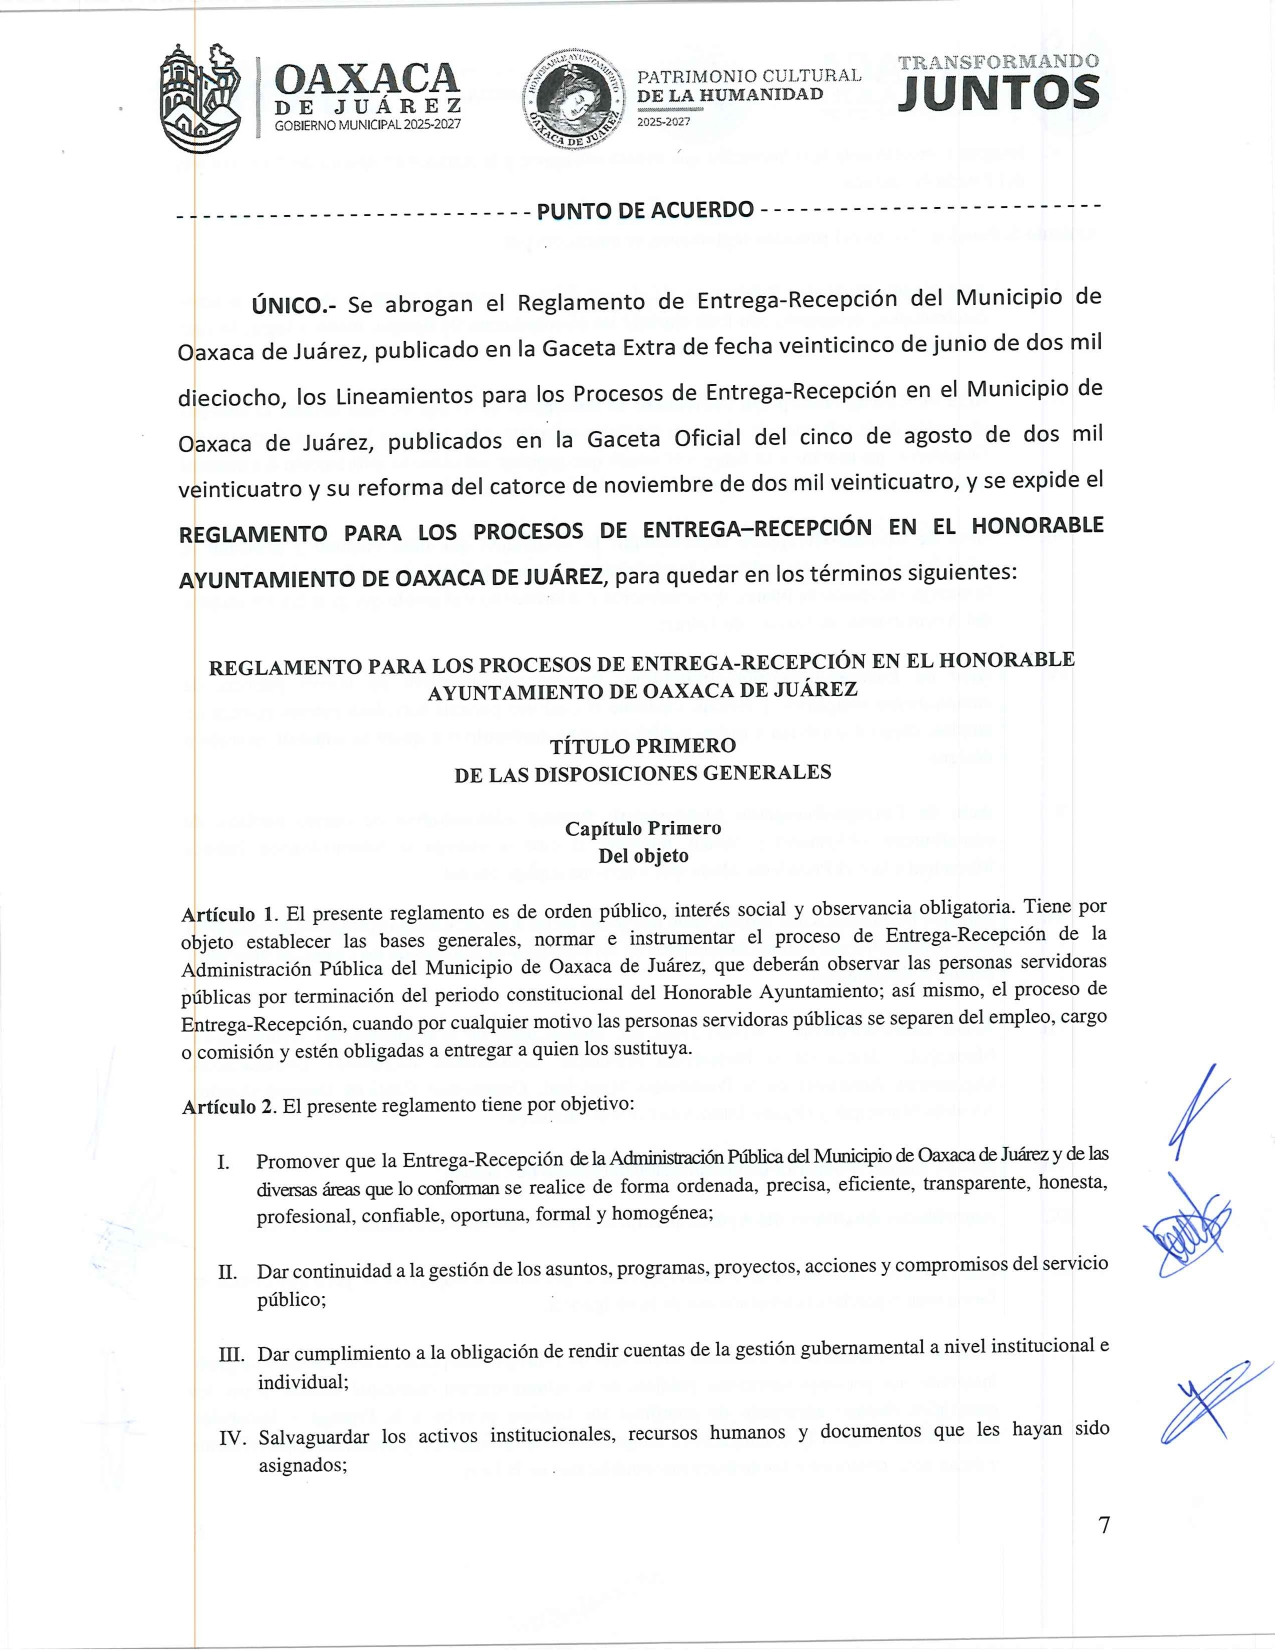 OAXACA
DE JUÁREZ
GOBIERNO MUNICIPAL 2025-2027
HONORABLE AYUNTAMIENTO
OAXACA DE JUÁREZ
PATRIMONIO CULTURAL
DE LA HUMANIDAD
2025-2027
TRANSFORMANDO
JUNTOS
- - - - - - - - - - - - - - - - - - - - - - - - - - - PUNTO DE ACUERDO - - - - - - - - - - - - - - - - - - - - - - - - - -
ÚNICO.- Se abrogan el Reglamento de Entrega-Recepción del Municipio de
Oaxaca de Juárez, publicado en la Gaceta Extra de fecha veinticinco de junio de dos mil
dieciocho, los Lineamientos para los Procesos de Entrega-Recepción en el Municipio de
Oaxaca de Juárez, publicados en la Gaceta Oficial del cinco de agosto de dos mil
veinticuatro y su reforma del catorce de noviembre de dos mil veinticuatro, y se expide el
REGLAMENTO PARA LOS PROCESOS DE ENTREGA–RECEPCIÓN EN EL HONORABLE
AYUNTAMIENTO DE OAXACA DE JUÁREZ, para quedar en los términos siguientes:
REGLAMENTO PARA LOS PROCESOS DE ENTREGA-RECEPCIÓN EN EL HONORABLE
AYUNTAMIENTO DE OAXACA DE JUÁREZ
TÍTULO PRIMERO
DE LAS DISPOSICIONES GENERALES
Capítulo Primero
Del objeto
Artículo 1. El presente reglamento es de orden público, interés social y observancia obligatoria. Tiene por
objeto establecer las bases generales, normar e instrumentar el proceso de Entrega-Recepción de la
Administración Pública del Municipio de Oaxaca de Juárez, que deberán observar las personas servidoras
públicas por terminación del periodo constitucional del Honorable Ayuntamiento; así mismo, el proceso de
Entrega-Recepción, cuando por cualquier motivo las personas servidoras públicas se separen del empleo, cargo
o comisión y estén obligadas a entregar a quien los sustituya.
Artículo 2. El presente reglamento tiene por objetivo:
I. Promover que la Entrega-Recepción de la Administración Pública del Municipio de Oaxaca de Juárez y de las
diversas áreas que lo conforman se realice de forma ordenada, precisa, eficiente, transparente, honesta,
profesional, confiable, oportuna, formal y homogénea;
II. Dar continuidad a la gestión de los asuntos, programas, proyectos, acciones y compromisos del servicio
público;
III. Dar cumplimiento a la obligación de rendir cuentas de la gestión gubernamental a nivel institucional e
individual;
IV. Salvaguardar los activos institucionales, recursos humanos y documentos que les hayan sido
asignados;
7